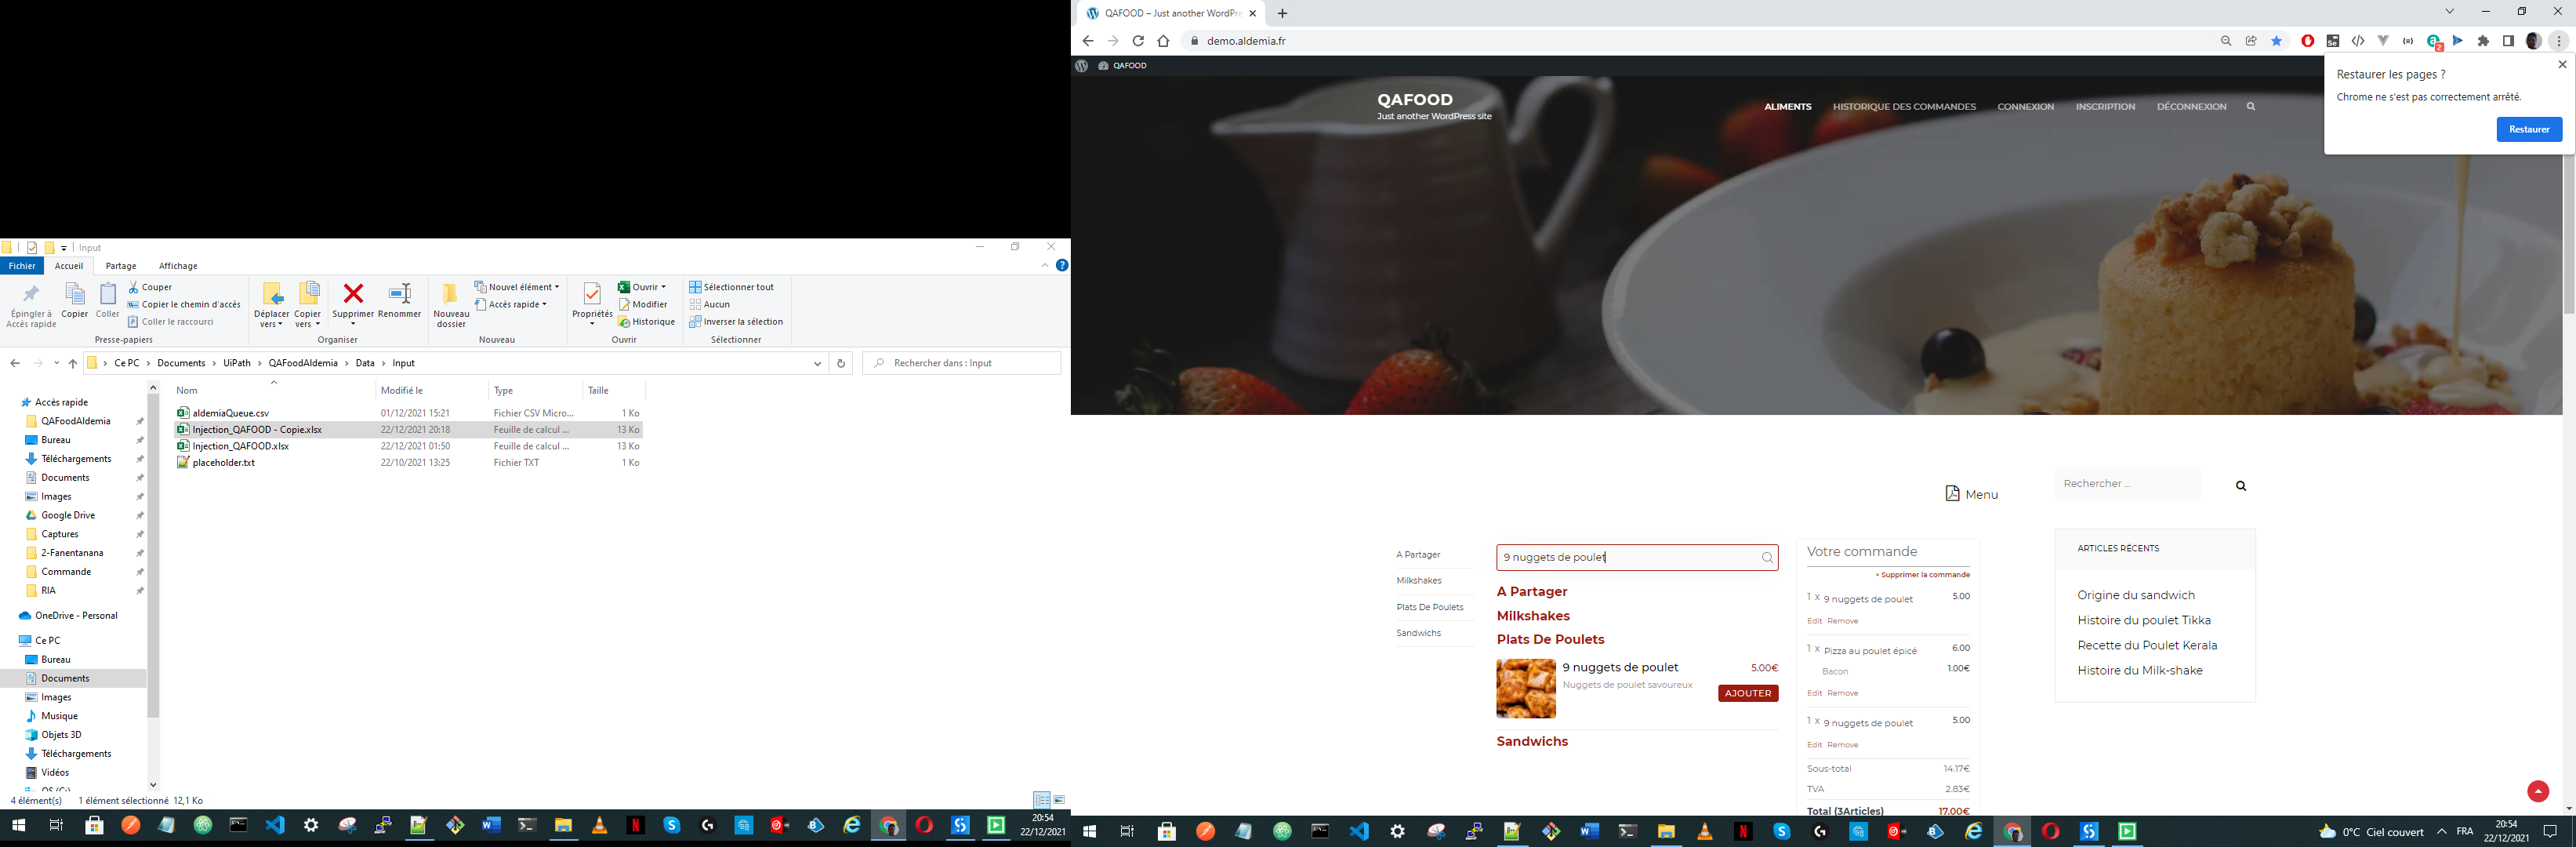 Input
Fichier
Accueil
Partage
Affichage
Épingler à Accès rapide
Copier
Coller
Couper
Copier le chemin d'accès
Coller le raccourci
Presse-papiers
Déplacer vers
Copier vers
Supprimer
Renommer
Organiser
Nouveau dossier
Nouvel élément
Accès rapide
Nouveau
Propriétés
Ouvrir
Modifier
Historique
Ouvrir
Sélectionner tout
Aucun
Inverser la sélection
Sélectionner
Ce PC > Documents > UiPath > QAFoodAldemia > Data > Input
Rechercher dans : Input
Nom Modifié le Type Taille
aldemiaQueue.csv 01/12/2021 15:21 Fichier CSV Micro... 1 Ko
Injection_QAFOOD - Copie.xlsx 22/12/2021 20:18 Feuille de calcul ... 13 Ko
Injection_QAFOOD.xlsx 22/12/2021 01:50 Feuille de calcul ... 13 Ko
placeholder.txt 22/10/2021 13:25 Fichier TXT 1 Ko
Accès rapide
QAFoodAldemia
Bureau
Téléchargements
Documents
Images
Google Drive
Captures
2-Fanentanana
Commande
RIA
OneDrive - Personal
Ce PC
Bureau
Documents
Images
Musique
Objets 3D
Téléchargements
Vidéos
OS (C:)
4 élément(s) 1 élément sélectionné 12,1 Ko
20:54
22/12/2021
QAFOOD – Just another WordPre
demo.aldemia.fr
2
QAFOOD
Restaurer les pages ?
Chrome ne s'est pas correctement arrêté.
Restaurer
QAFOOD
Just another WordPress site
ALIMENTS
HISTORIQUE DES COMMANDES
CONNEXION
INSCRIPTION
DÉCONNEXION
Menu
Rechercher ...
A Partager
Milkshakes
Plats De Poulets
Sandwichs
9 nuggets de poulet
A Partager
Milkshakes
Plats De Poulets
9 nuggets de poulet 5.00€
Nuggets de poulet savoureux
AJOUTER
Sandwichs
Votre commande
× Supprimer la commande
1 x 9 nuggets de poulet 5.00
Edit Remove
1 x Pizza au poulet épicé 6.00
Bacon 1.00€
Edit Remove
1 x 9 nuggets de poulet 5.00
Edit Remove
Sous-total 14.17€
TVA 2.83€
Total (3Articles) 17.00€
ARTICLES RÉCENTS
Origine du sandwich
Histoire du poulet Tikka
Recette du Poulet Kerala
Histoire du Milk-shake
0°C Ciel couvert
FRA
20:54
22/12/2021